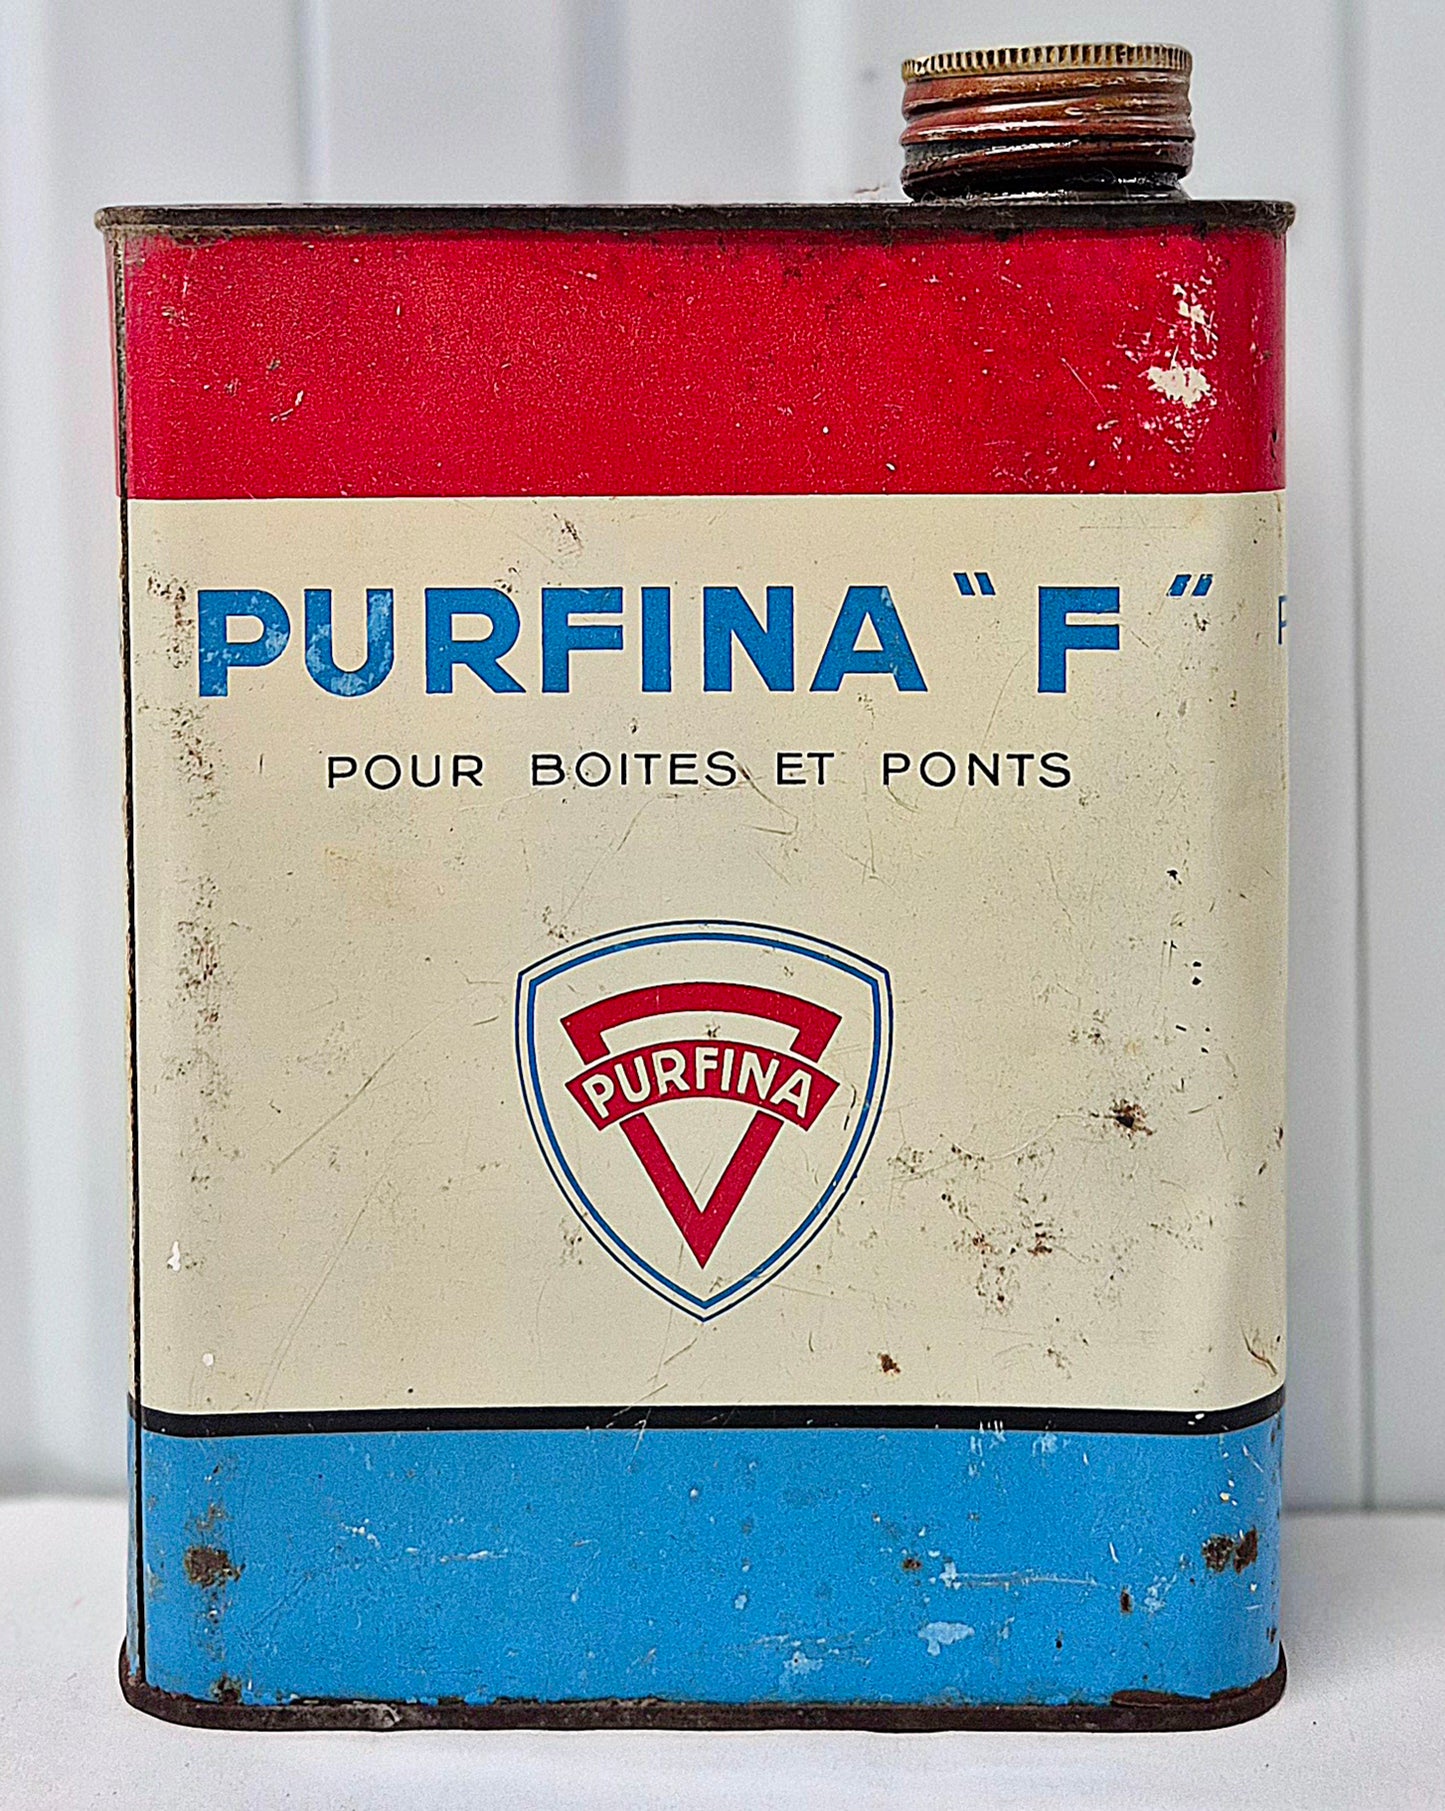 PURFINA “F”
POUR BOITES ET PONTS
PURFINA